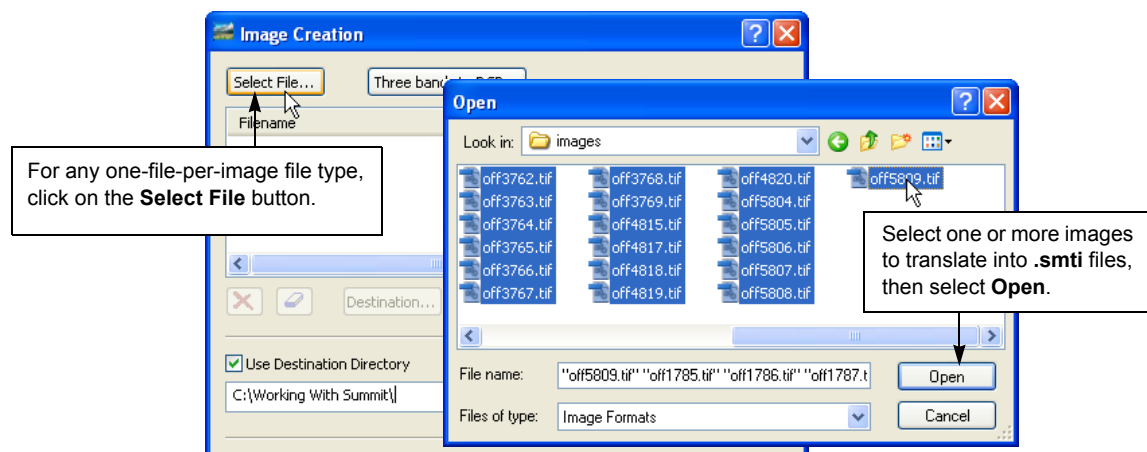 Image Creation
Select File...
Three band
Filename
For any one-file-per-image file type,
click on the Select File button.
Destination...
Use Destination Directory
C:\Working With Summit\
Open
Look in: images
off3762.tif off3768.tif off4820.tif off5809.tif
off3763.tif off3769.tif off5804.tif
off3764.tif off4815.tif off5805.tif
off3765.tif off4817.tif off5806.tif
off3766.tif off4818.tif off5807.tif
off3767.tif off4819.tif off5808.tif
Select one or more images
to translate into .smti files,
then select Open.
File name: "off5809.tif" "off1785.tif" "off1786.tif" "off1787.t Open
Files of type: Image Formats Cancel